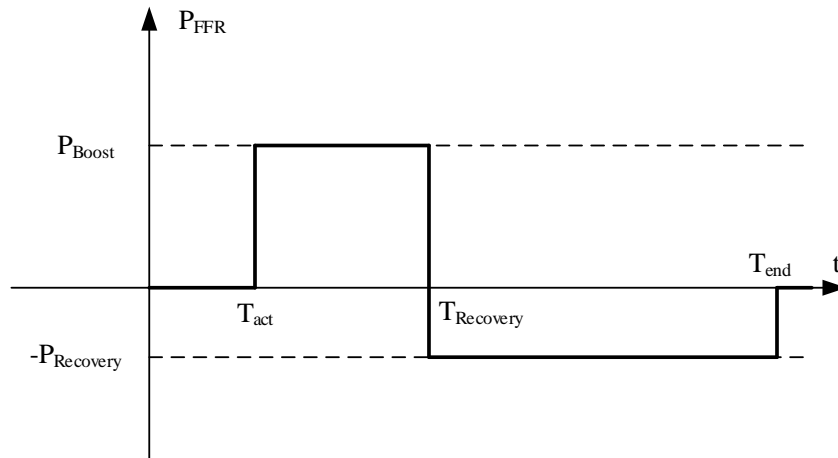 P_FFR
P_Boost
T_end
t
T_act
T_Recovery
-P_Recovery